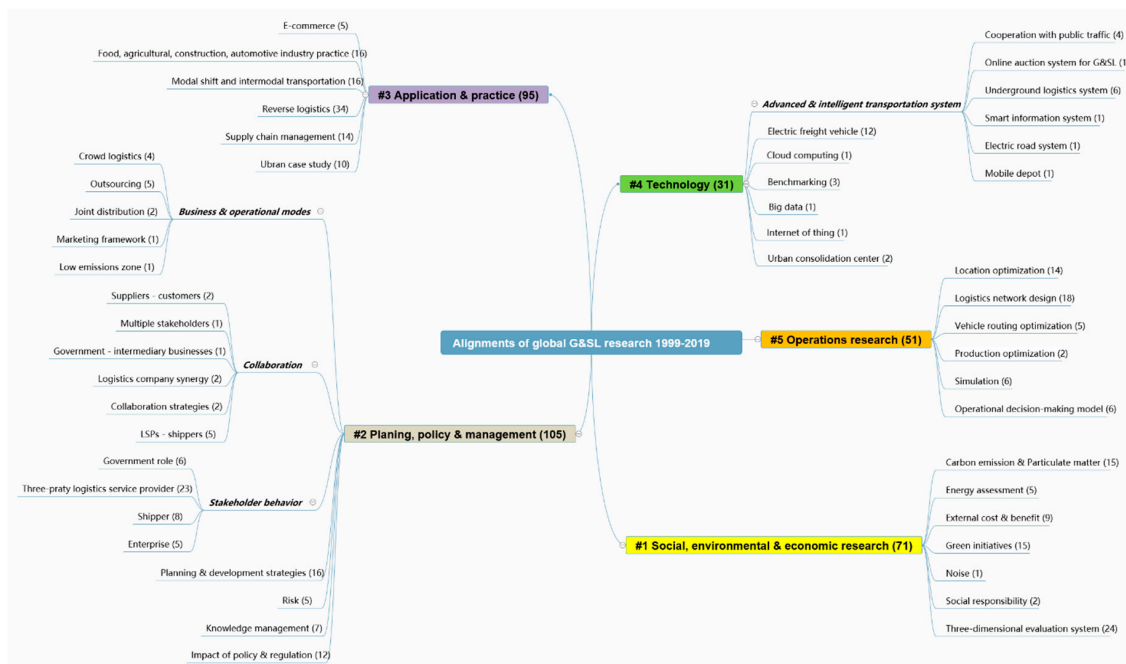 Alignments of global G&SL research 1999-2019
#3 Application & practice (95)
E-commerce (5)
Food, agricultural, construction, automotive industry practice (16)
Modal shift and intermodal transportation (16)
Reverse logistics (34)
Supply chain management (14)
Ubran case study (10)
#2 Planing, policy & management (105)
Business & operational modes
Crowd logistics (4)
Outsourcing (5)
Joint distribution (2)
Marketing framework (1)
Low emissions zone (1)
Collaboration
Suppliers - customers (2)
Multiple stakeholders (1)
Government - intermediary businesses (1)
Logistics company synergy (2)
Collaboration strategies (2)
LSPs - shippers (5)
Stakeholder behavior
Government role (6)
Three-praty logistics service provider (23)
Shipper (8)
Enterprise (5)
Planning & development strategies (16)
Risk (5)
Knowledge management (7)
Impact of policy & regulation (12)
#4 Technology (31)
Advanced & intelligent transportation system
Cooperation with public traffic (4)
Online auction system for G&SL (1
Underground logistics system (6)
Smart information system (1)
Electric road system (1)
Mobile depot (1)
Electric freight vehicle (12)
Cloud computing (1)
Benchmarking (3)
Big data (1)
Internet of thing (1)
Urban consolidation center (2)
#5 Operations research (51)
Location optimization (14)
Logistics network design (18)
Vehicle routing optimization (5)
Production optimization (2)
Simulation (6)
Operational decision-making model (6)
#1 Social, environmental & economic research (71)
Carbon emission & Particulate matter (15)
Energy assessment (5)
External cost & benefit (9)
Green initiatives (15)
Noise (1)
Social responsibility (2)
Three-dimensional evaluation system (24)